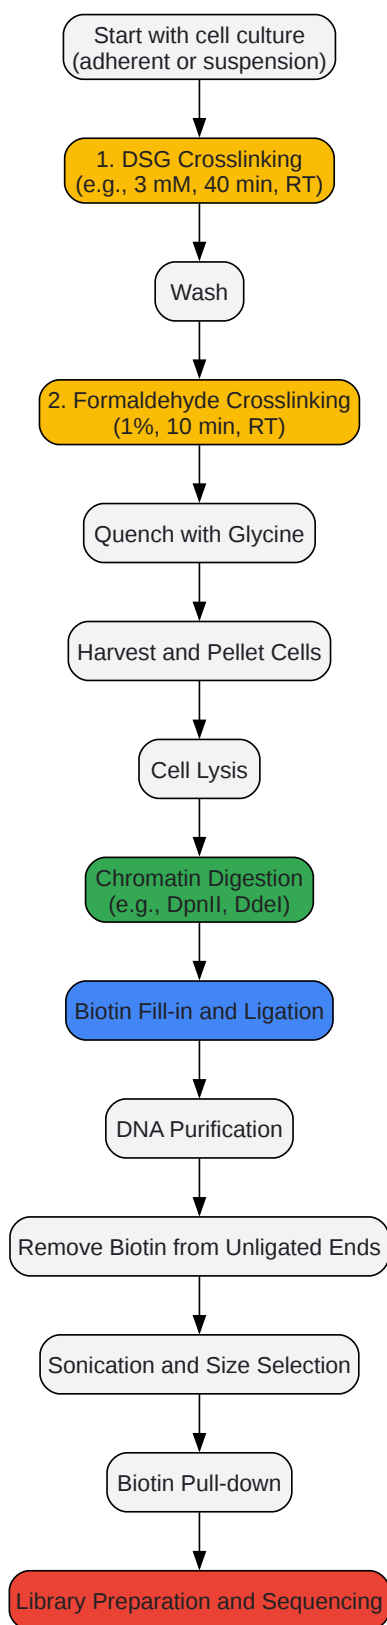 Start with cell culture
(adherent or suspension)
1. DSG Crosslinking
(e.g., 3 mM, 40 min, RT)
Wash
2. Formaldehyde Crosslinking
(1%, 10 min, RT)
Quench with Glycine
Harvest and Pellet Cells
Cell Lysis
Chromatin Digestion
(e.g., DpnII, DdeI)
Biotin Fill-in and Ligation
DNA Purification
Remove Biotin from Unligated Ends
Sonication and Size Selection
Biotin Pull-down
Library Preparation and Sequencing